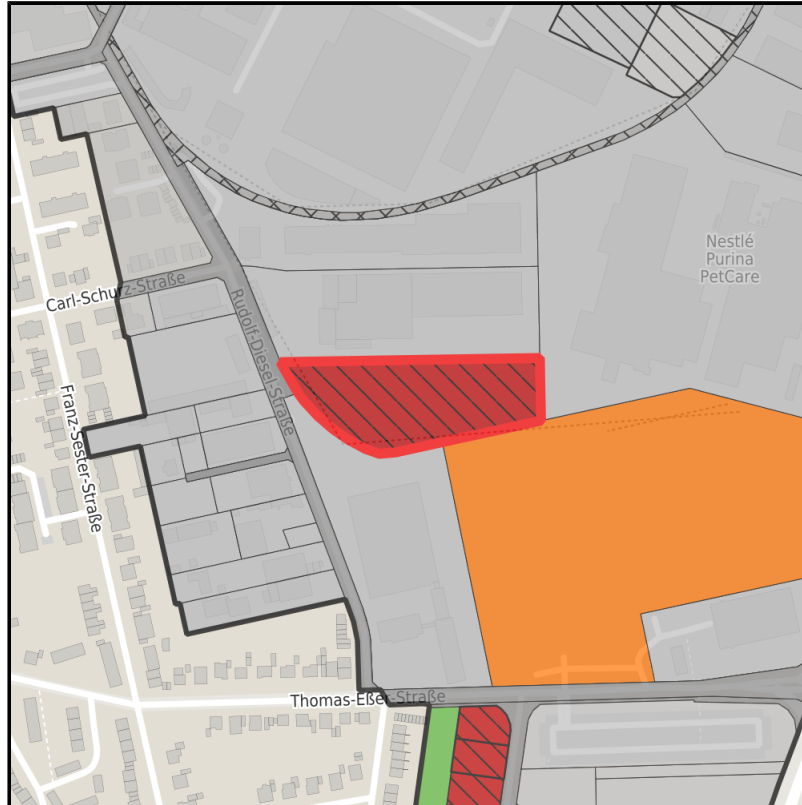 Nestlé
Purina
PetCare
Carl-Schurz-Straße
Rudolf-Diesel-Straße
Franz-Sester-Straße
Thomas-Eßer-Straße